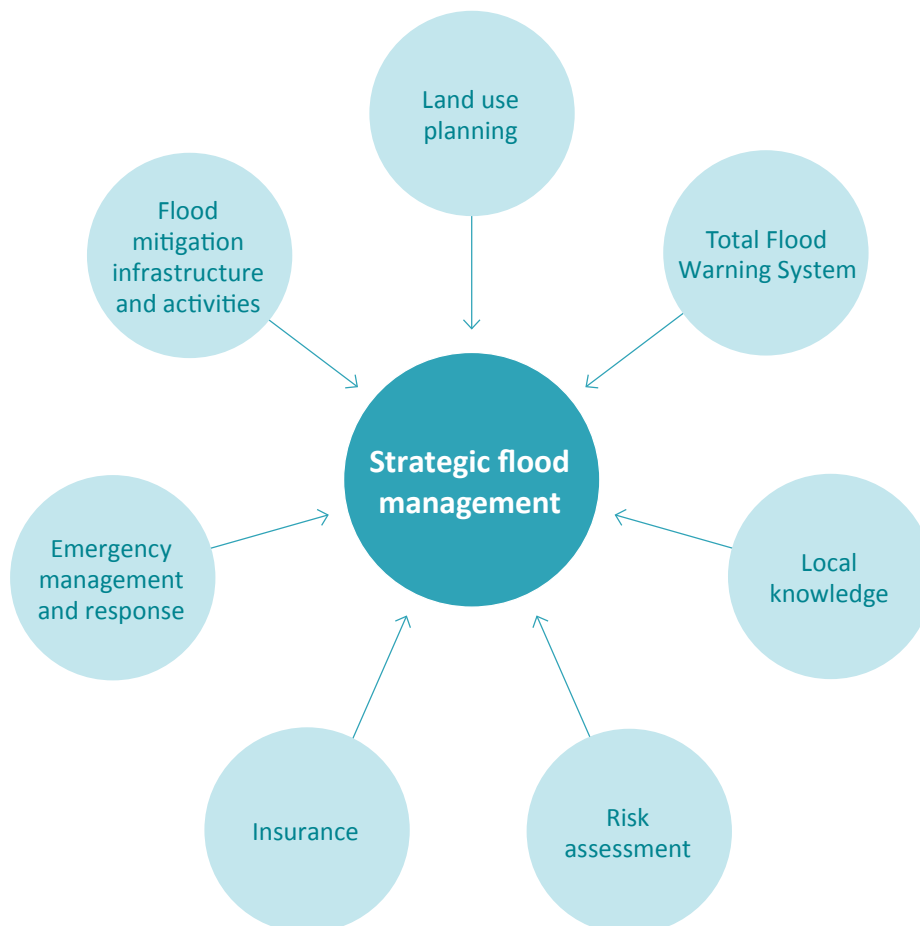 Land use
planning
Flood
mitigation
infrastructure
and activities
Total Flood
Warning System
Strategic flood
management
Emergency
management
and response
Local
knowledge
Insurance
Risk
assessment